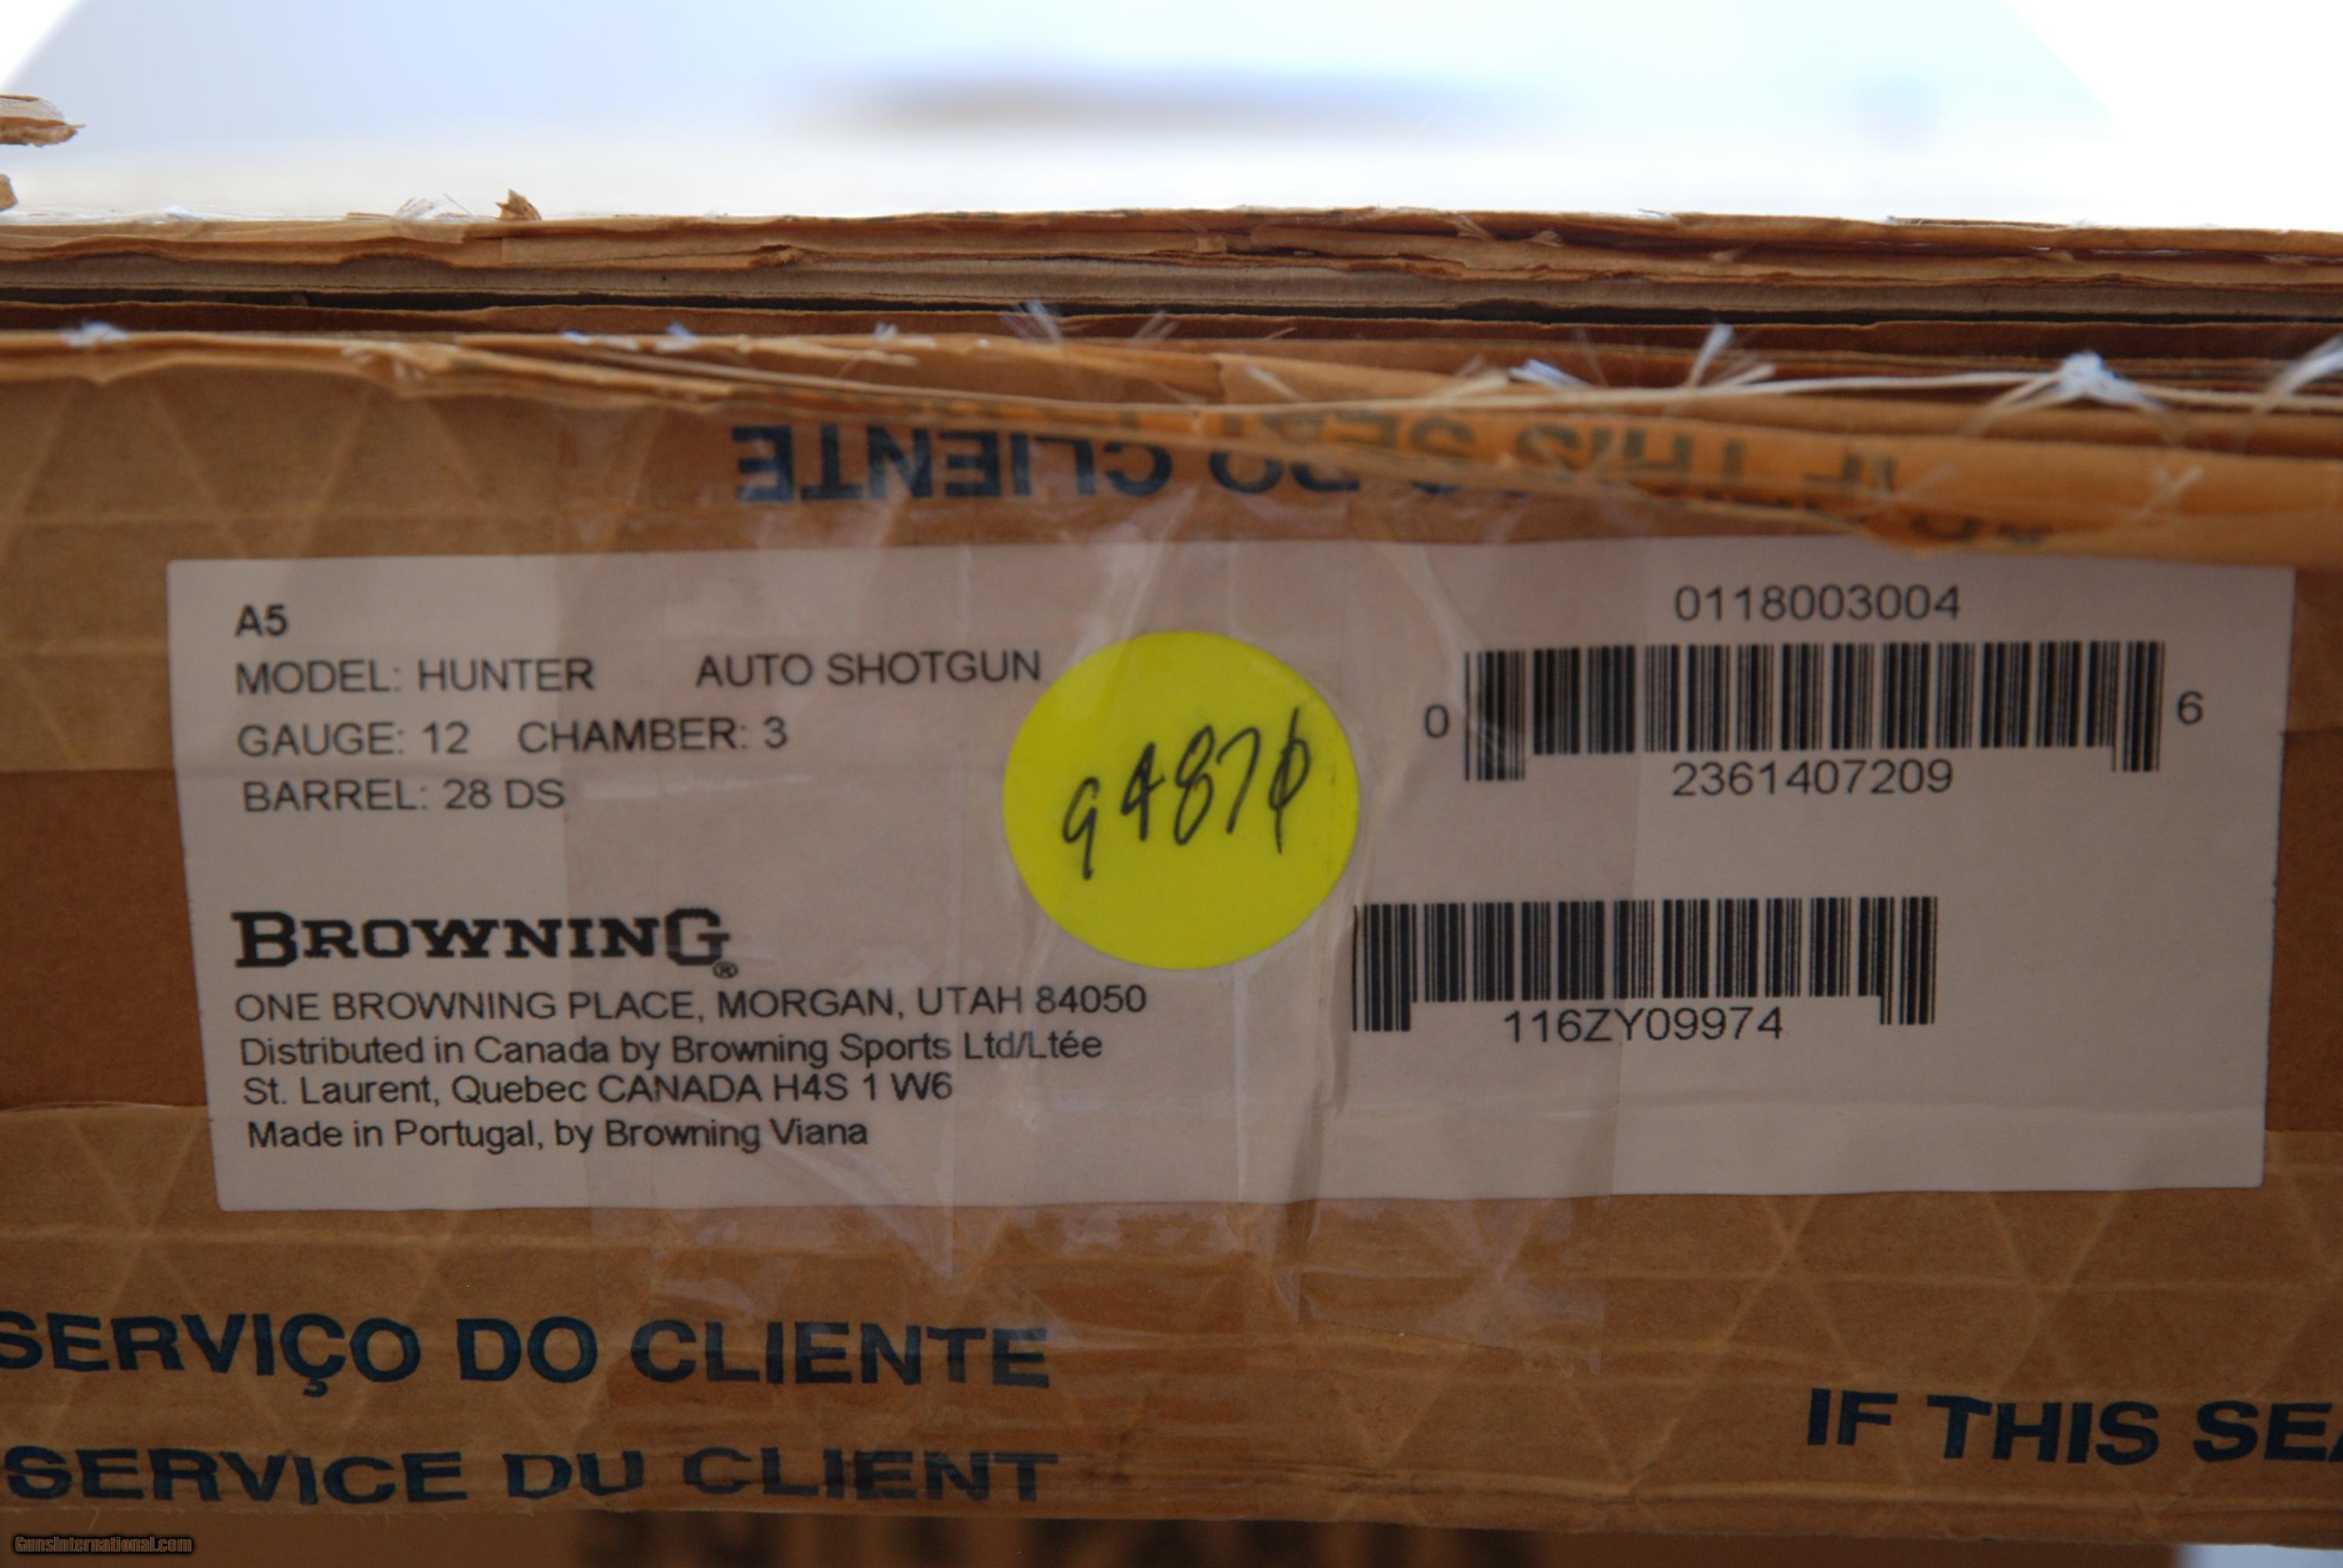 DO CLIENTE
IF THIS SEAL
A5
MODEL: HUNTER AUTO SHOTGUN
GAUGE: 12 CHAMBER: 3
BARREL: 28 DS
BROWNING®
ONE BROWNING PLACE, MORGAN, UTAH 84050
Distributed in Canada by Browning Sports Ltd/Ltée
St. Laurent, Quebec CANADA H4S 1 W6
Made in Portugal, by Browning Viana
94870
0118003004
0 2361407209 6
116ZY09974
SERVIÇO DO CLIENTE
SERVICE DU CLIENT
IF THIS SEA
GunsInternational.com